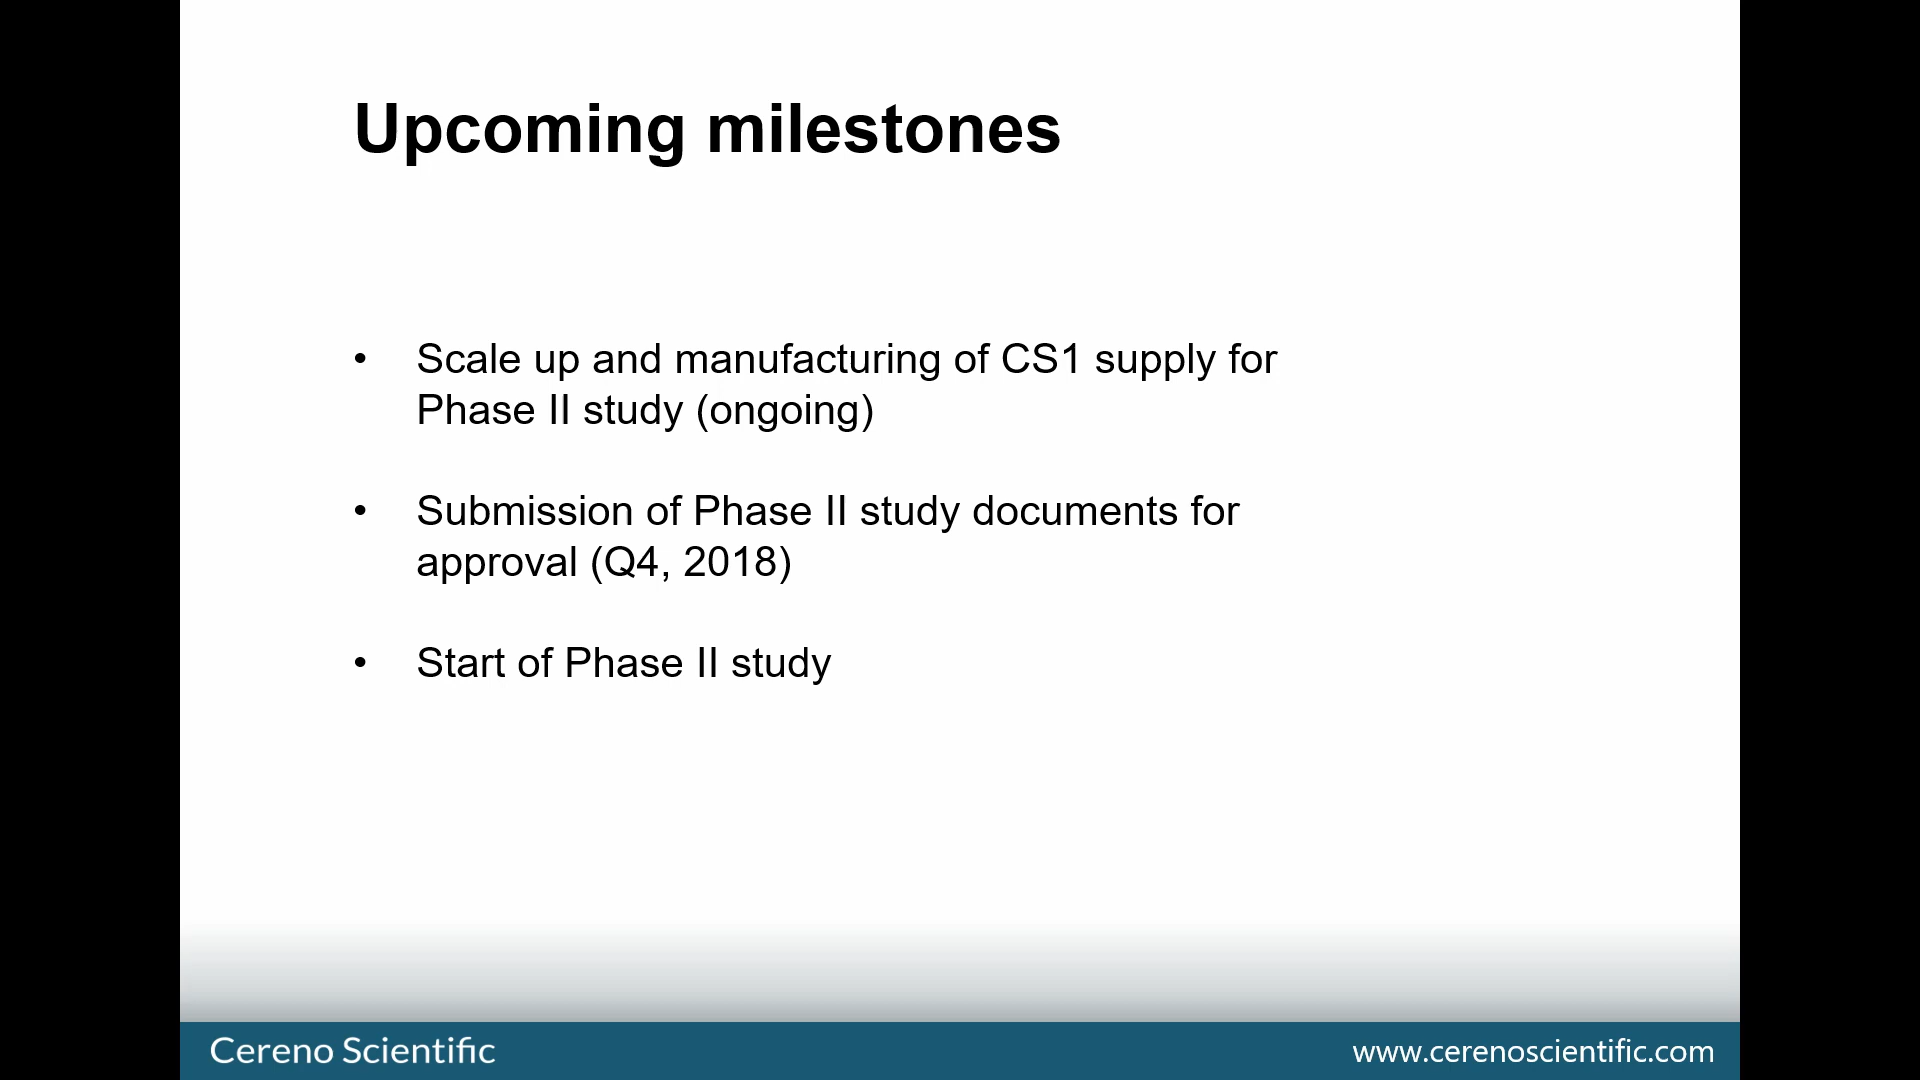 Upcoming milestones
• Scale up and manufacturing of CS1 supply for
Phase II study (ongoing)
• Submission of Phase II study documents for
approval (Q4, 2018)
• Start of Phase II study
Cereno Scientific
www.cerenoscientific.com